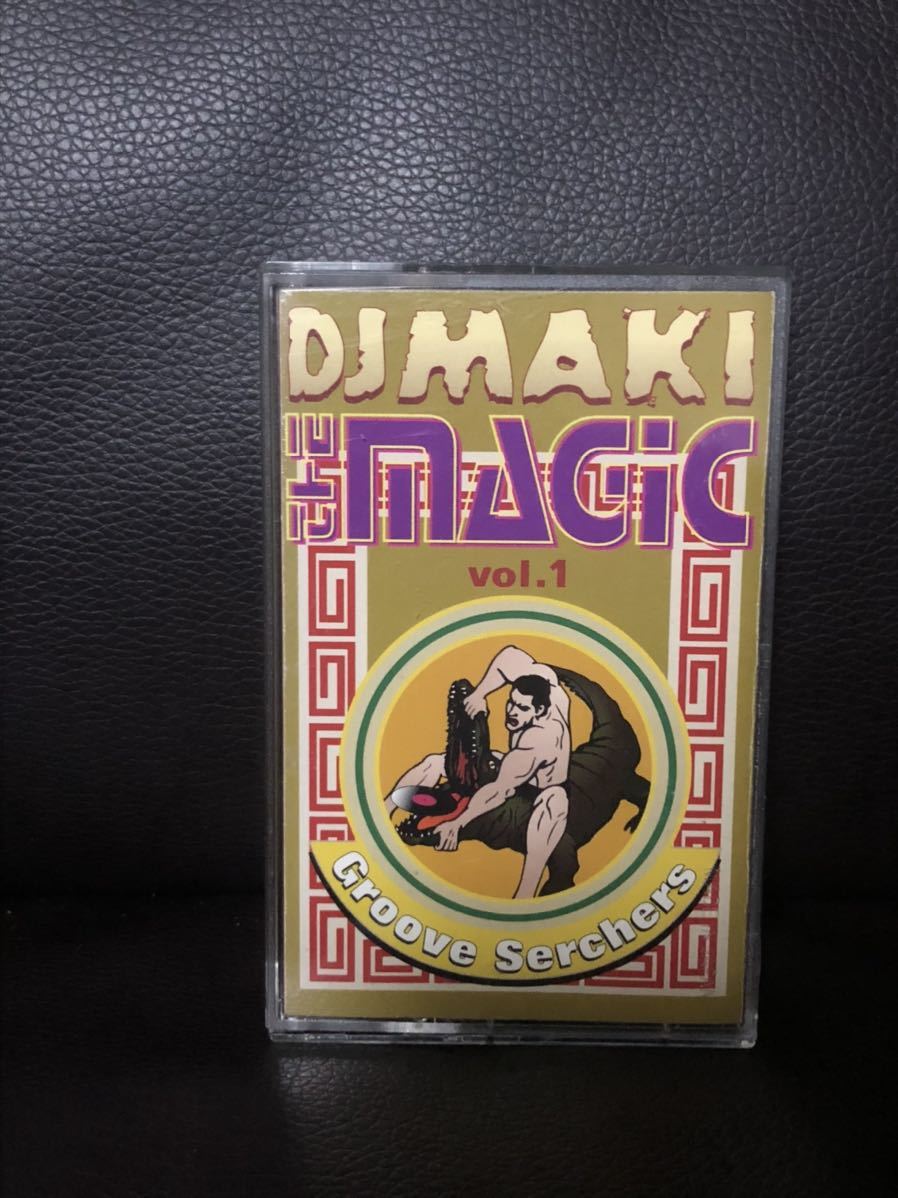 DJ MAKI
the MAGiC
vol.1
Groove Serchers